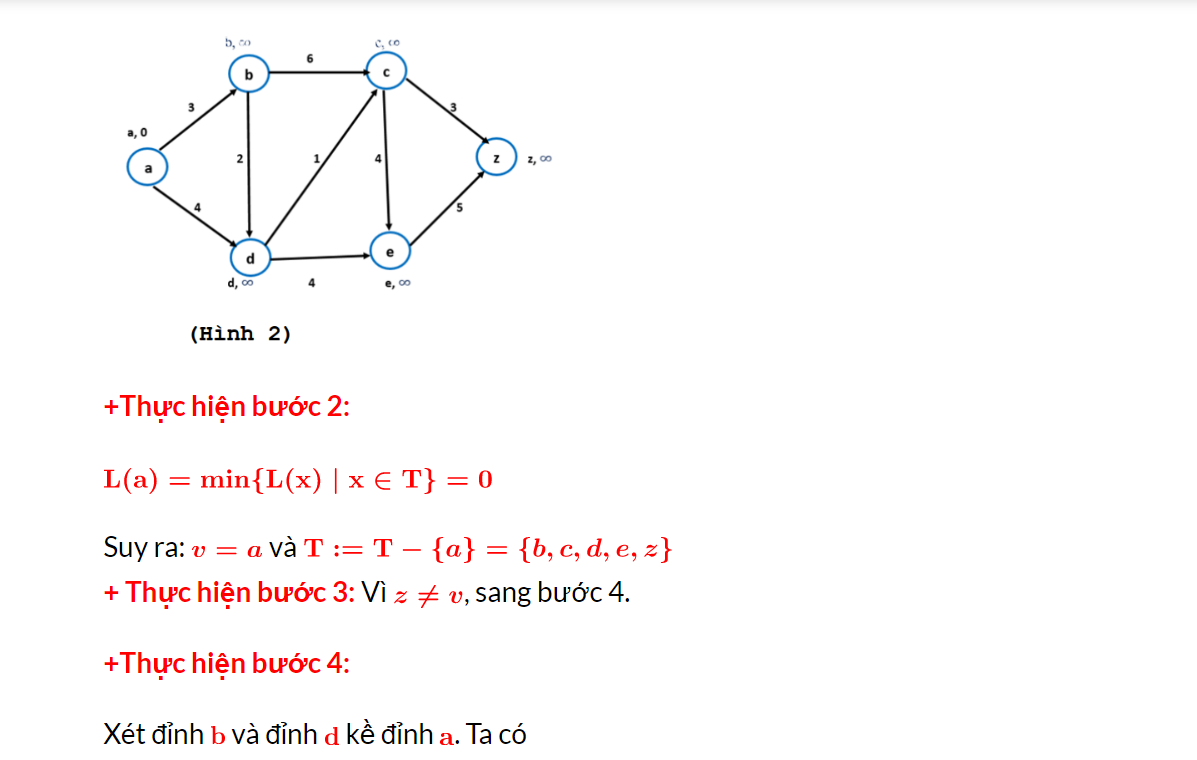 b, ∞ c, ∞
6
b c
3 3
a, 0
2 1 4 z z, ∞
a
4 5
d e
d, ∞ 4 e, ∞
(Hình 2)
+Thực hiện bước 2:
L(a) = min{L(x) | x ∈ T} = 0
Suy ra: v = a và T := T − {a} = {b, c, d, e, z}
+ Thực hiện bước 3: Vì z ≠ v, sang bước 4.
+Thực hiện bước 4:
Xét đỉnh b và đỉnh d kề đỉnh a. Ta có